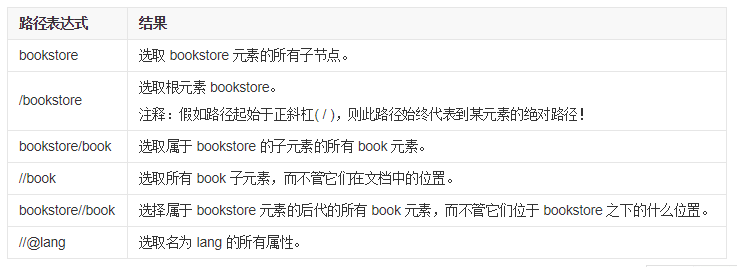 路径表达式 结果
bookstore 选取 bookstore 元素的所有子节点。
/bookstore 选取根元素 bookstore。
注释：假如路径起始于正斜杠( / )，则此路径始终代表到某元素的绝对路径！
bookstore/book 选取属于 bookstore 的子元素的所有 book 元素。
//book 选取所有 book 子元素，而不管它们在文档中的位置。
bookstore//book 选择属于 bookstore 元素的后代的所有 book 元素，而不管它们位于 bookstore 之下的什么位置。
//@lang 选取名为 lang 的所有属性。